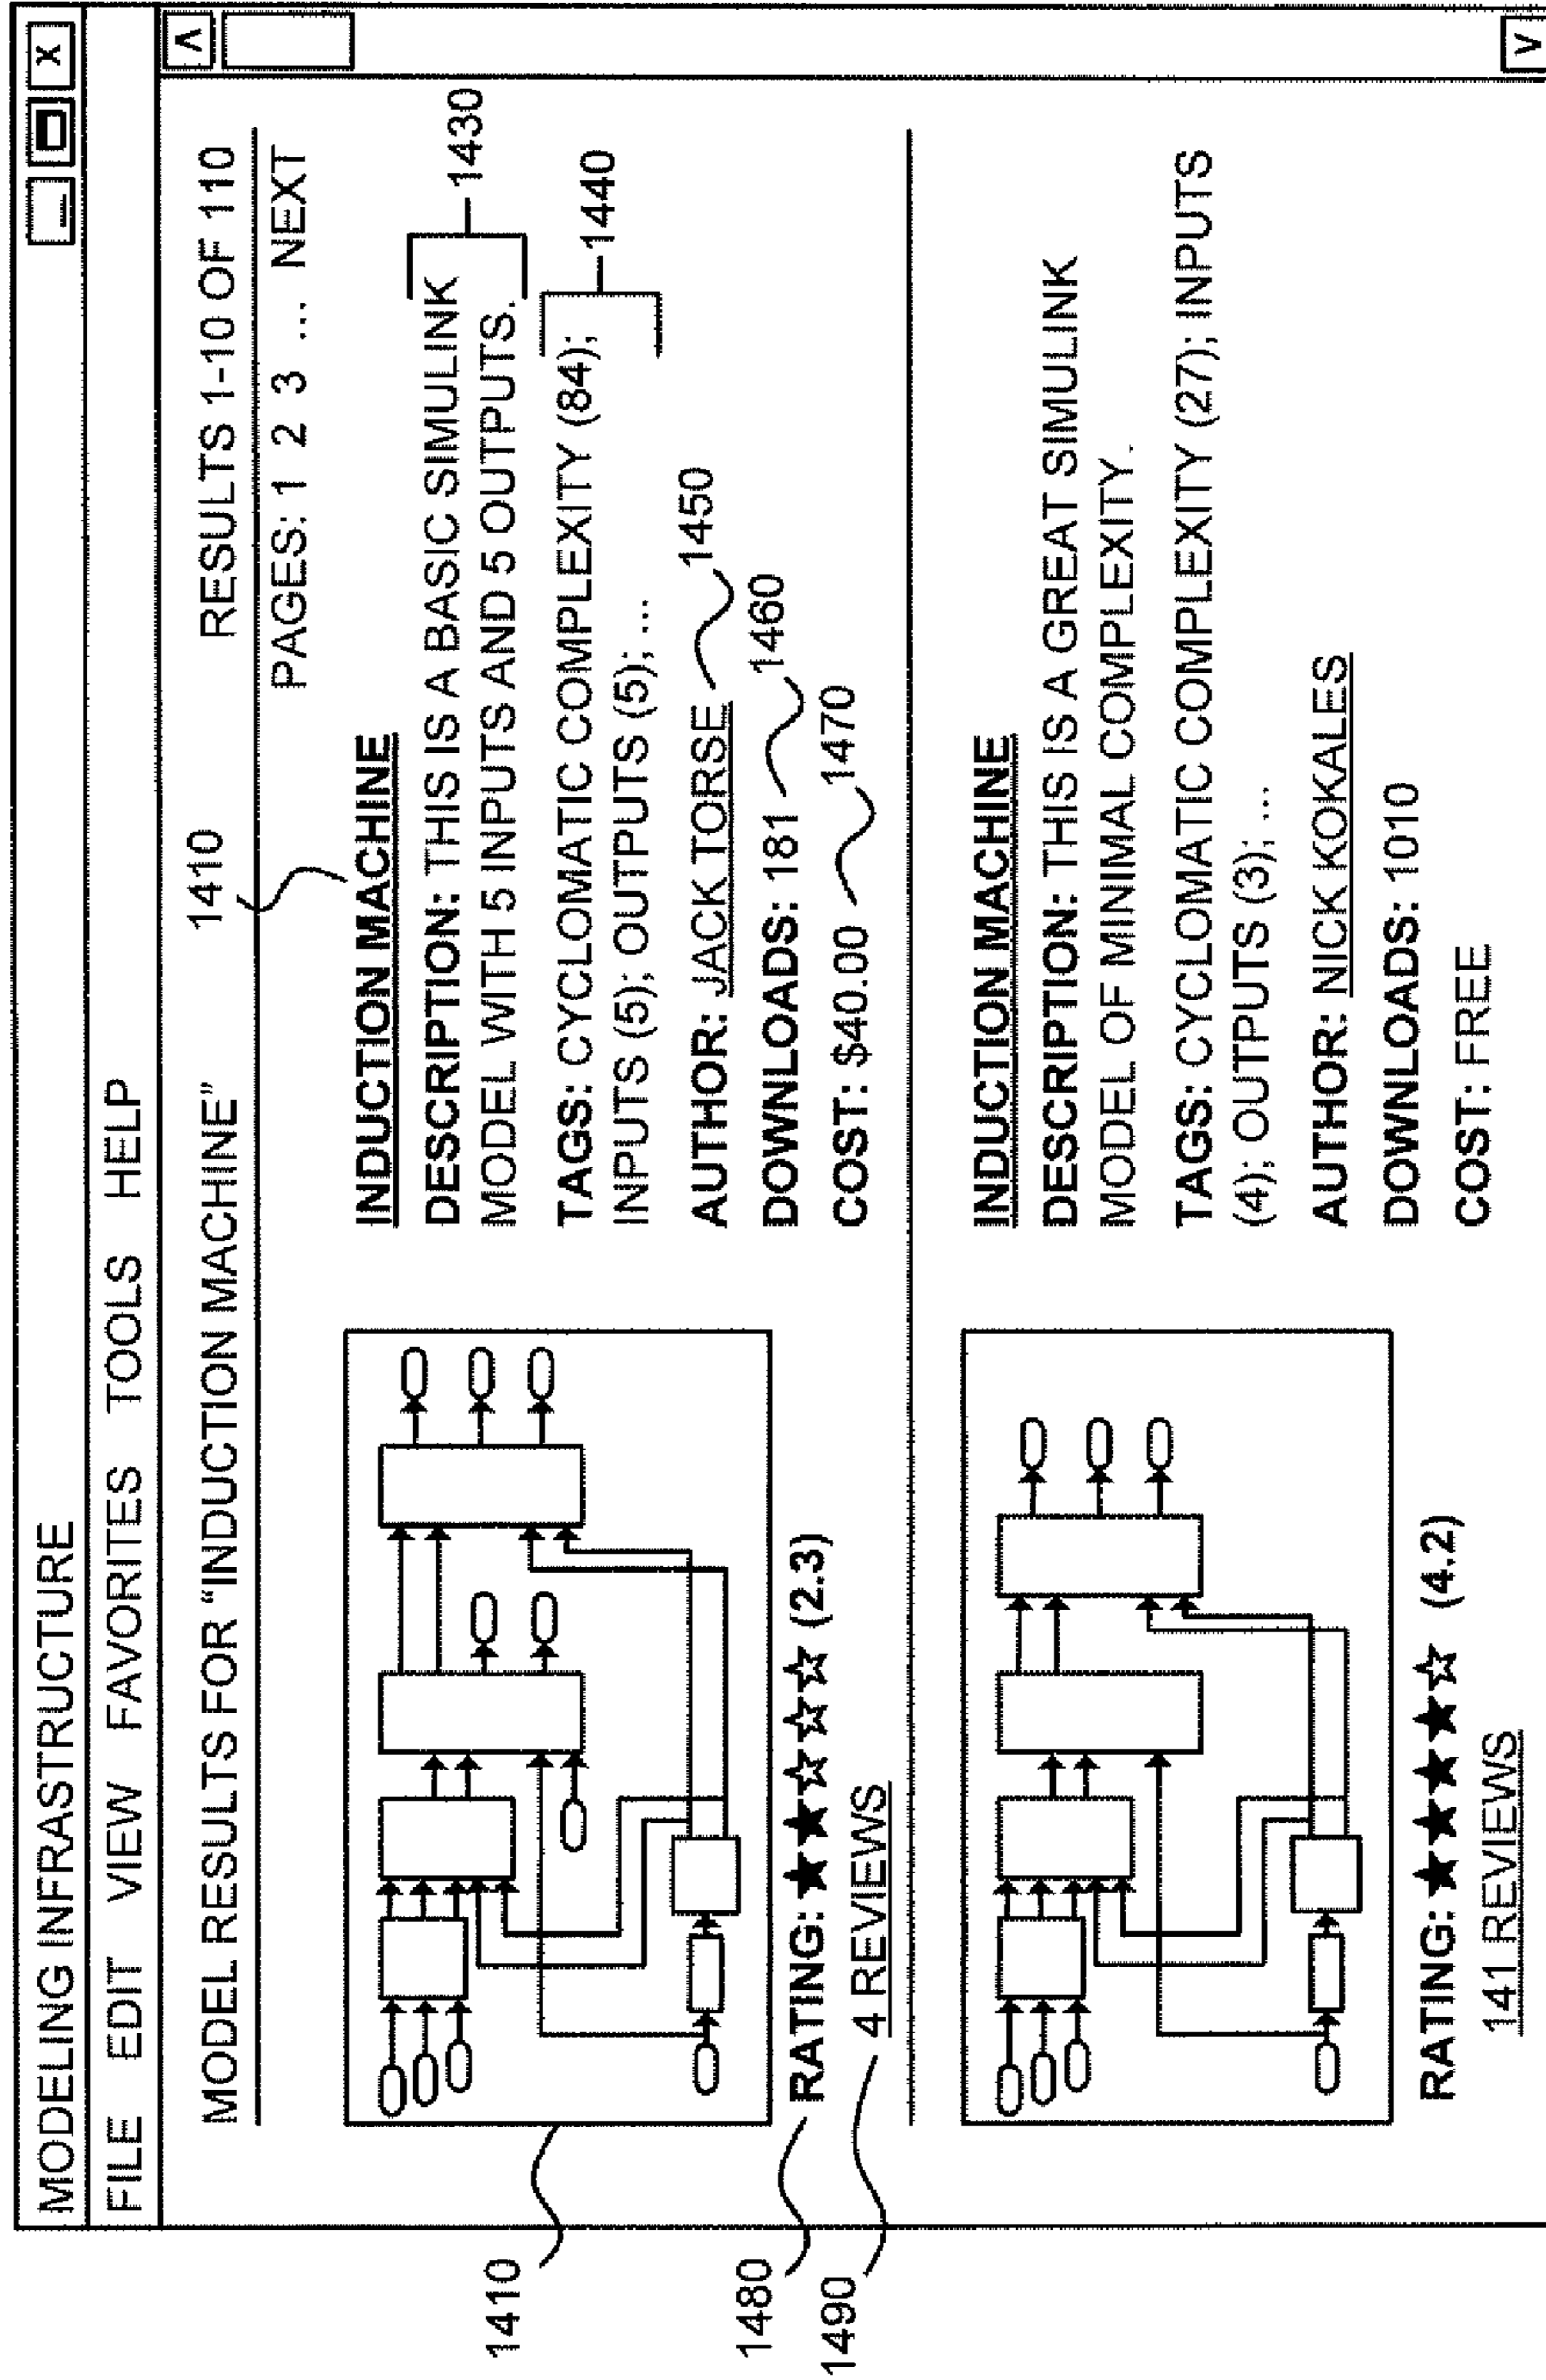 MODELING INFRASTRUCTURE
_ X
FILE EDIT VIEW FAVORITES TOOLS HELP
MODEL RESULTS FOR "INDUCTION MACHINE"
1410
RESULTS 1-10 OF 110
PAGES: 1 2 3 ... NEXT
1410
RATING: ★★☆☆☆ (2.3)
1480
4 REVIEWS
1490
INDUCTION MACHINE
DESCRIPTION: THIS IS A BASIC SIMULINK
MODEL WITH 5 INPUTS AND 5 OUTPUTS.
1430
TAGS: CYCLOMATIC COMPLEXITY (84);
INPUTS (5); OUTPUTS (5); ...
1440
AUTHOR: JACK TORSE
1450
DOWNLOADS: 181
1460
COST: $40.00
1470
RATING: ★★★★☆ (4.2)
141 REVIEWS
INDUCTION MACHINE
DESCRIPTION: THIS IS A GREAT SIMULINK
MODEL OF MINIMAL COMPLEXITY.
TAGS: CYCLOMATIC COMPLEXITY (27); INPUTS
(4); OUTPUTS (3); ...
AUTHOR: NICK KOKALES
DOWNLOADS: 1010
COST: FREE